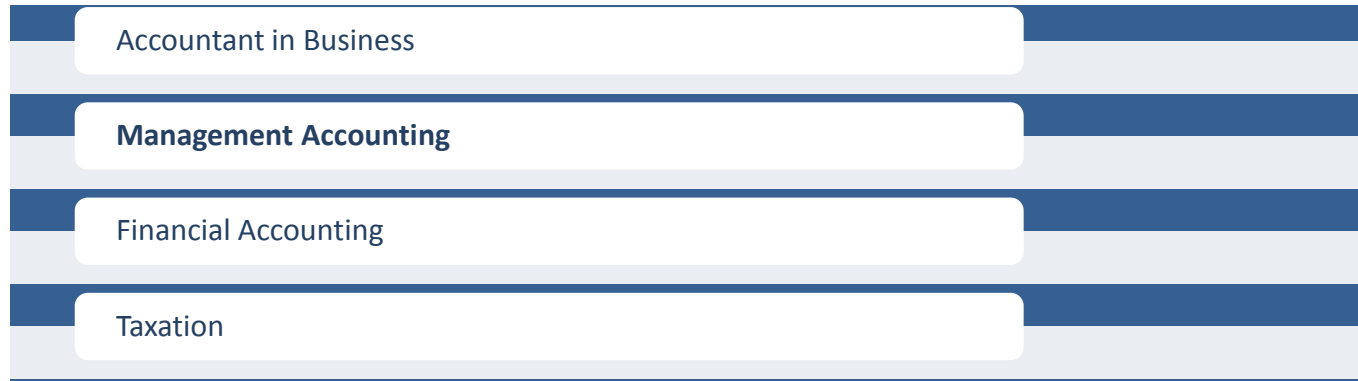 Accountant in Business
Management Accounting
Financial Accounting
Taxation